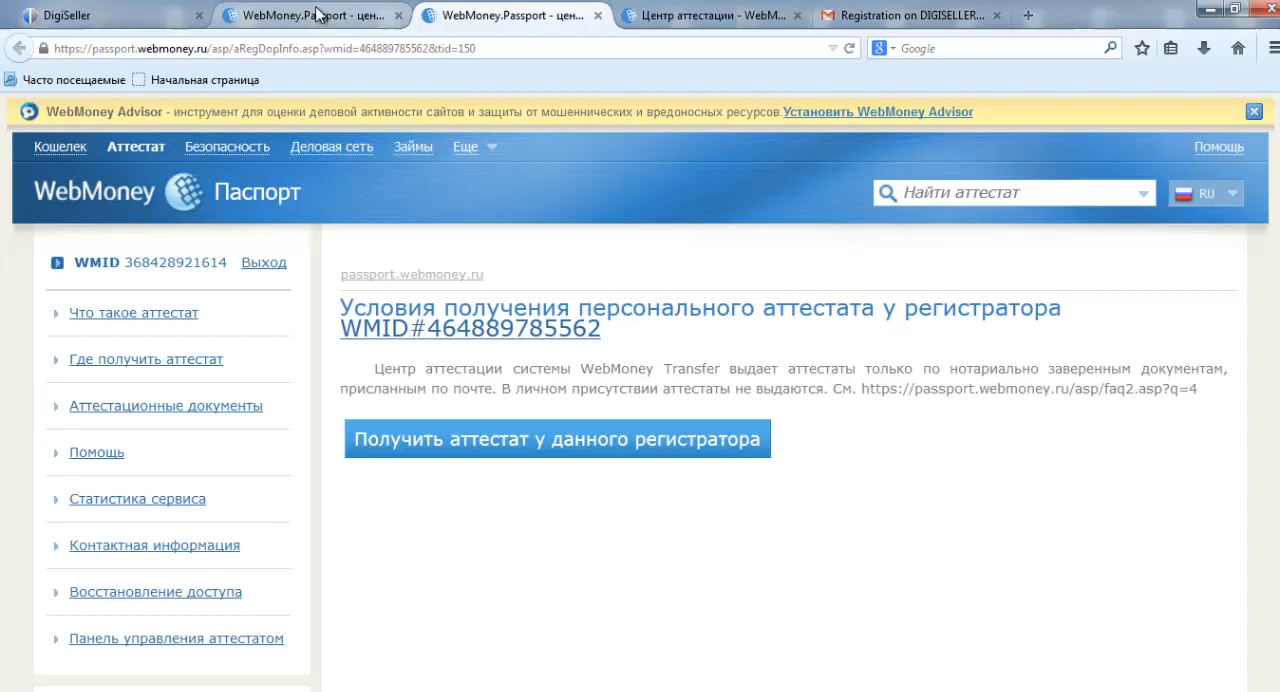 DigiSeller
WebMoney.Passport - цен...
WebMoney.Passport - цен...
Центр аттестации - WebM...
Registration on DIGISELLER...
https://passport.webmoney.ru/asp/aRegDopInfo.asp?wmid=464889785562&tid=150
Google
Часто посещаемые
Начальная страница
WebMoney Advisor - инструмент для оценки деловой активности сайтов и защиты от мошеннических и вредоносных ресурсов.Установить WebMoney Advisor
Кошелек Аттестат Безопасность Деловая сеть Займы Еще
Помощь
WebMoney Паспорт
Найти аттестат
RU
WMID 368428921614 Выход
Что такое аттестат
Где получить аттестат
Аттестационные документы
Помощь
Статистика сервиса
Контактная информация
Восстановление доступа
Панель управления аттестатом
passport.webmoney.ru
Условия получения персонального аттестата у регистратора
WMID#464889785562
Центр аттестации системы WebMoney Transfer выдает аттестаты только по нотариально заверенным документам,
присланным по почте. В личном присутствии аттестаты не выдаются. См. https://passport.webmoney.ru/asp/faq2.asp?q=4
Получить аттестат у данного регистратора